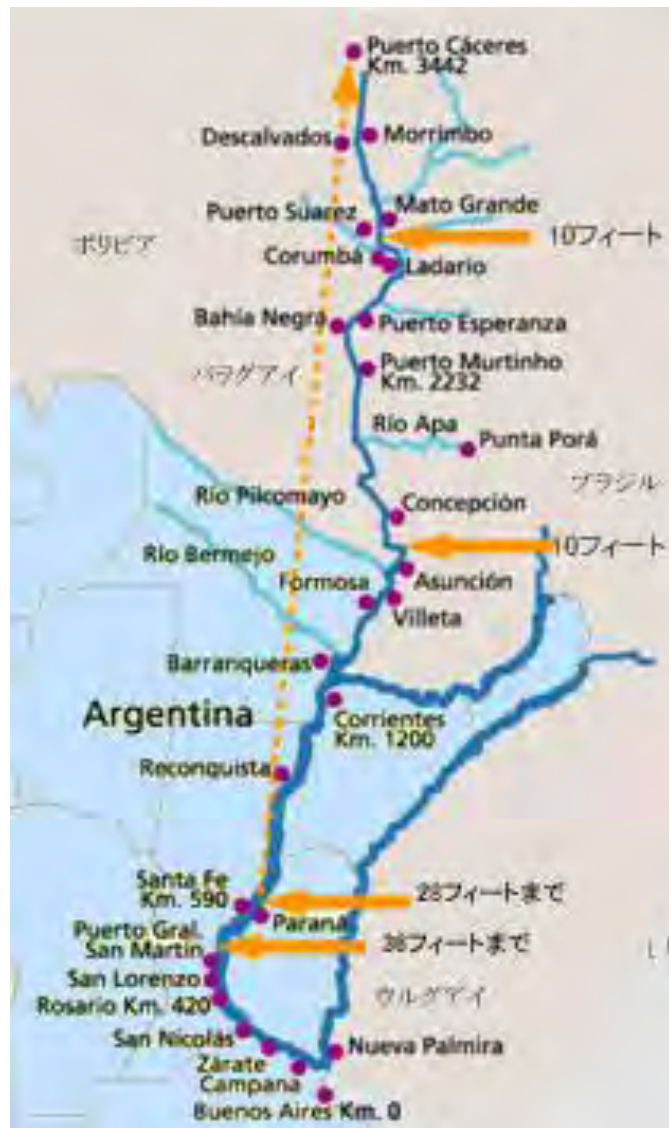 Puerto Cáceres
Km. 3442
Descalvados
Morrimbo
Mato Grande
Puerto Suarez
ボリビア
10フィート
Corumbá
Ladario
Bahía Negra
Puerto Esperanza
パラグアイ
Puerto Murtinho
Km. 2232
Río Apa
Punta Porá
ブラジル
Río Pilcomayo
Concepción
Río Bermejo
10フィート
Formosa
Asunción
Villeta
Barranqueras
Argentina
Corrientes
Km. 1200
Reconquista
Santa Fe
Km. 590
28フィートまで
Paraná
Puerto Gral.
San Martín
36フィートまで
San Lorenzo
Rosario Km. 420
ウルグアイ
San Nicolás
Nueva Palmira
Zárate
Campana
Buenos Aires Km. 0